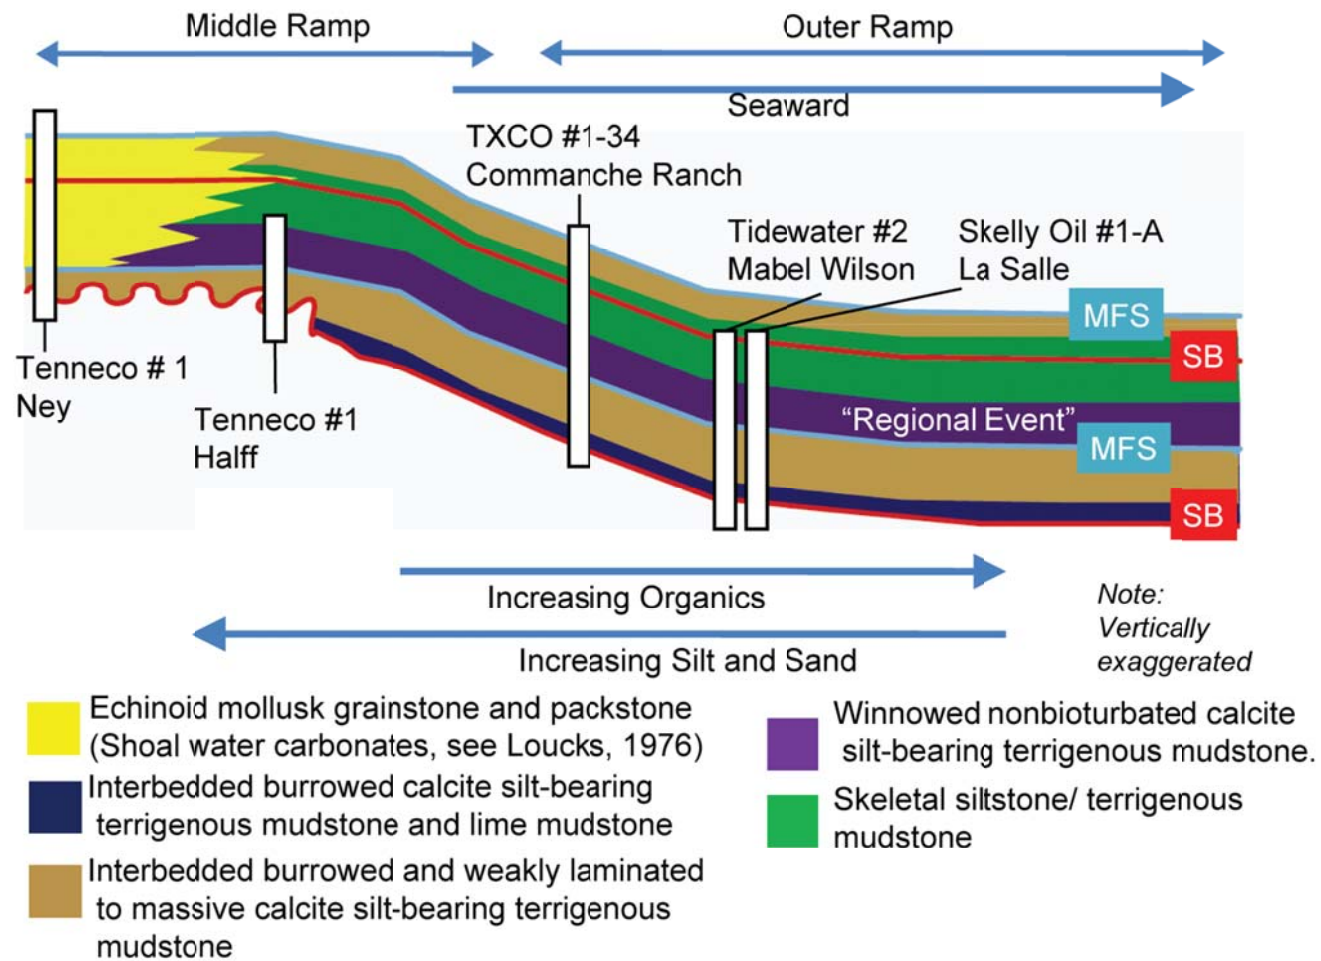 Middle Ramp
Outer Ramp
Seaward
TXCO #1-34
Commanche Ranch
Tidewater #2
Mabel Wilson
Skelly Oil #1-A
La Salle
MFS
SB
Tenneco # 1
Ney
Tenneco #1
Halff
“Regional Event”
MFS
SB
Increasing Organics
Increasing Silt and Sand
Note:
Vertically
exaggerated
Echinoid mollusk grainstone and packstone
(Shoal water carbonates, see Loucks, 1976)
Interbedded burrowed calcite silt-bearing
terrigenous mudstone and lime mudstone
Interbedded burrowed and weakly laminated
to massive calcite silt-bearing terrigenous
mudstone
Winnowed nonbioturbated calcite
silt-bearing terrigenous mudstone.
Skeletal siltstone/ terrigenous
mudstone